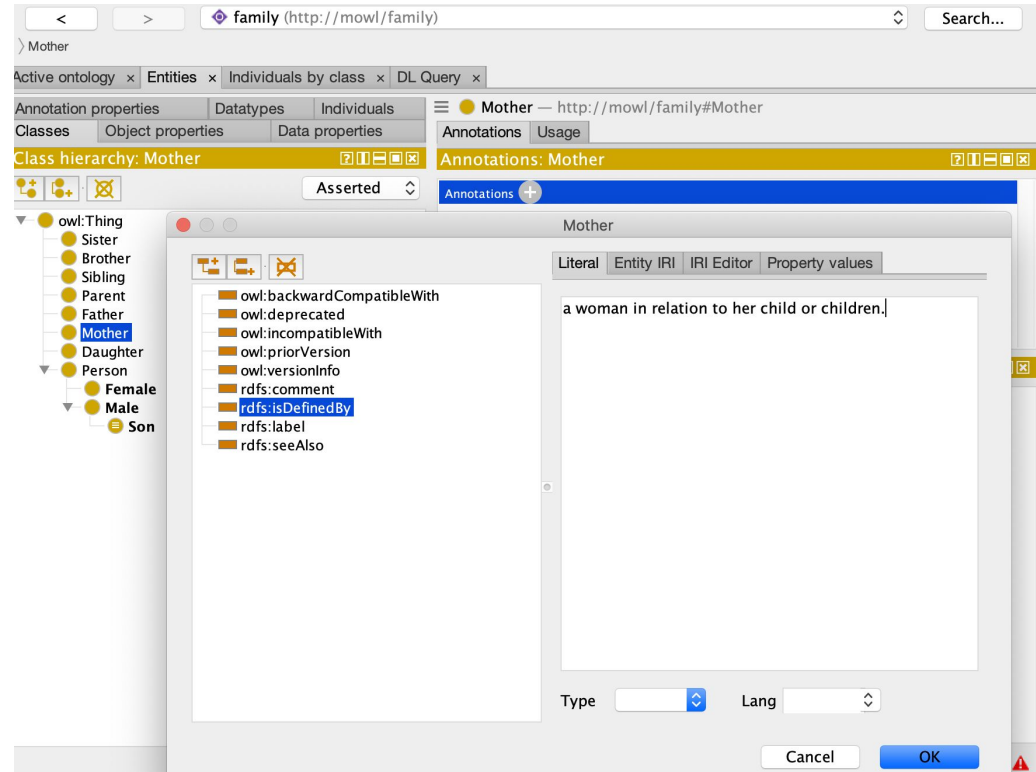 < > family (http://mowl/family) Search...
Mother
Active ontology × Entities × Individuals by class × DL Query ×
Annotation properties Datatypes Individuals
Classes Object properties Data properties
Class hierarchy: Mother
Asserted
owl:Thing
Sister
Brother
Sibling
Parent
Father
Mother
Daughter
Person
Female
Male
Son
Mother — http://mowl/family#Mother
Annotations Usage
Annotations: Mother
Annotations
Mother
owl:backwardCompatibleWith
owl:deprecated
owl:incompatibleWith
owl:priorVersion
owl:versionInfo
rdfs:comment
rdfs:isDefinedBy
rdfs:label
rdfs:seeAlso
Literal Entity IRI IRI Editor Property values
a woman in relation to her child or children.
Type Lang
Cancel OK